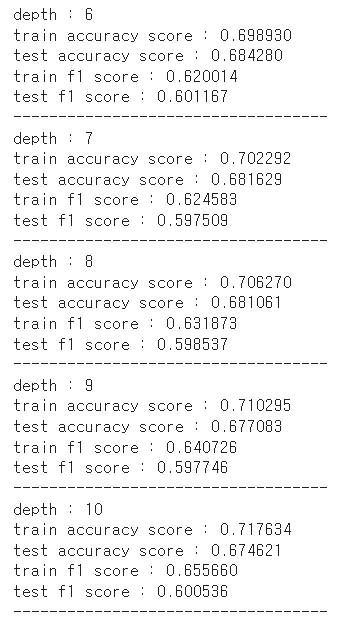 depth : 6
train accuracy score : 0.698930
test accuracy score : 0.684280
train f1 score : 0.620014
test f1 score : 0.601167
-----------------------------------
depth : 7
train accuracy score : 0.702292
test accuracy score : 0.681629
train f1 score : 0.624583
test f1 score : 0.597509
-----------------------------------
depth : 8
train accuracy score : 0.706270
test accuracy score : 0.681061
train f1 score : 0.631873
test f1 score : 0.598537
-----------------------------------
depth : 9
train accuracy score : 0.710295
test accuracy score : 0.677083
train f1 score : 0.640726
test f1 score : 0.597746
-----------------------------------
depth : 10
train accuracy score : 0.717634
test accuracy score : 0.674621
train f1 score : 0.655660
test f1 score : 0.600536
-----------------------------------